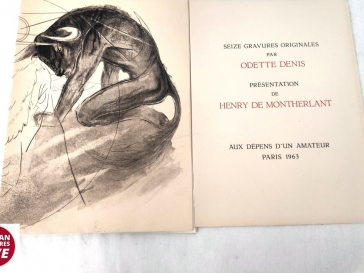 SEIZE GRAVURES ORIGINALES
PAR
ODETTE DENIS
PRÉSENTATION
DE
HENRY DE MONTHERLANT
AUX DÉPENS D'UN AMATEUR
PARIS 1963